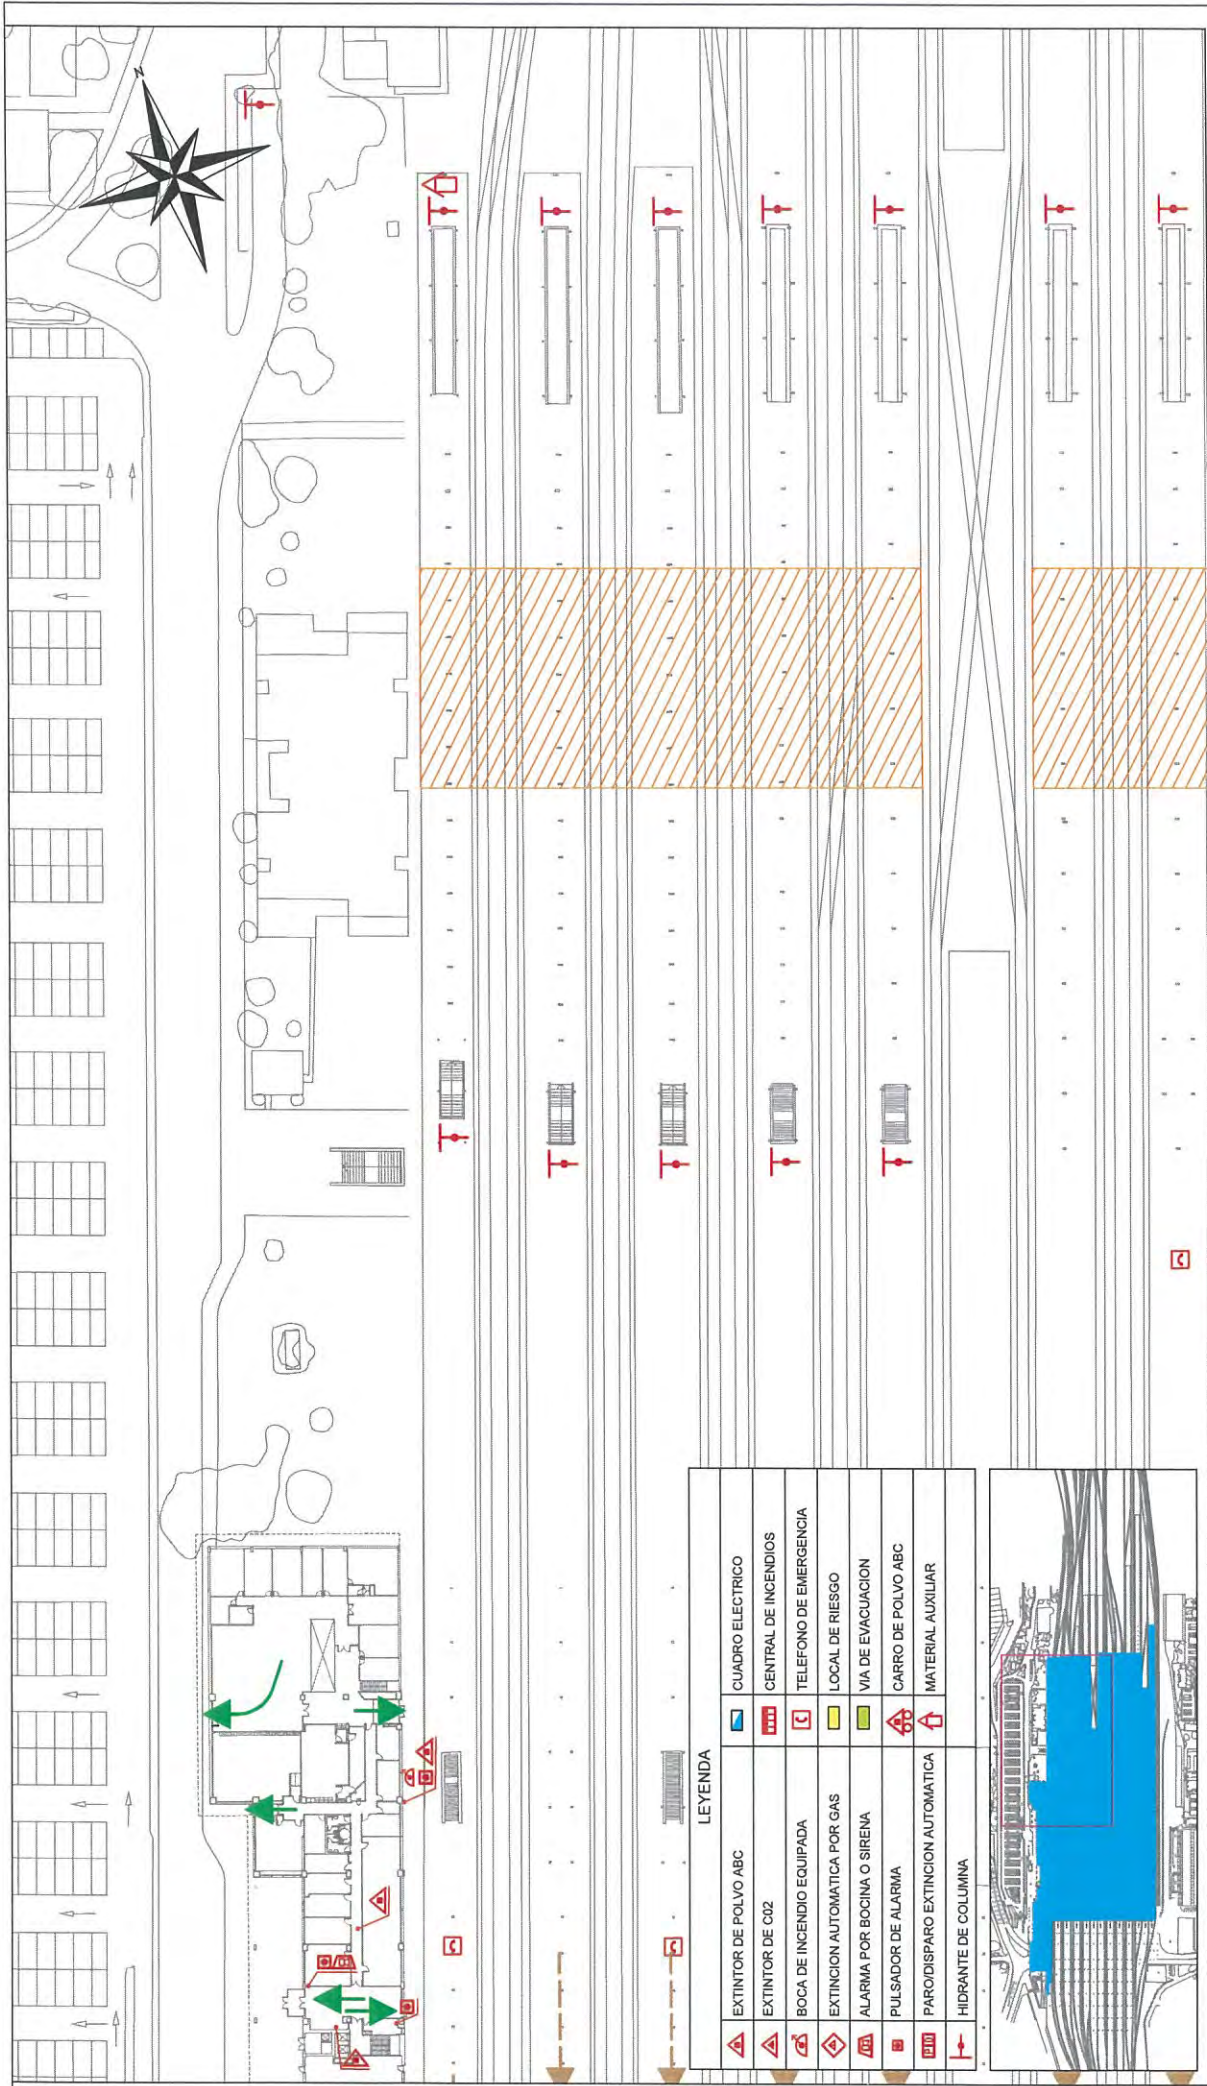 N
LEYENDA
EXTINTOR DE POLVO ABC
CUADRO ELECTRICO
EXTINTOR DE C02
CENTRAL DE INCENDIOS
BOCA DE INCENDIO EQUIPADA
TELEFONO DE EMERGENCIA
EXTINCION AUTOMATICA POR GAS
LOCAL DE RIESGO
ALARMA POR BOCINA O SIRENA
VIA DE EVACUACION
PULSADOR DE ALARMA
CARRO DE POLVO ABC
PARO/DISPARO EXTINCION AUTOMATICA
MATERIAL AUXILIAR
HIDRANTE DE COLUMNA